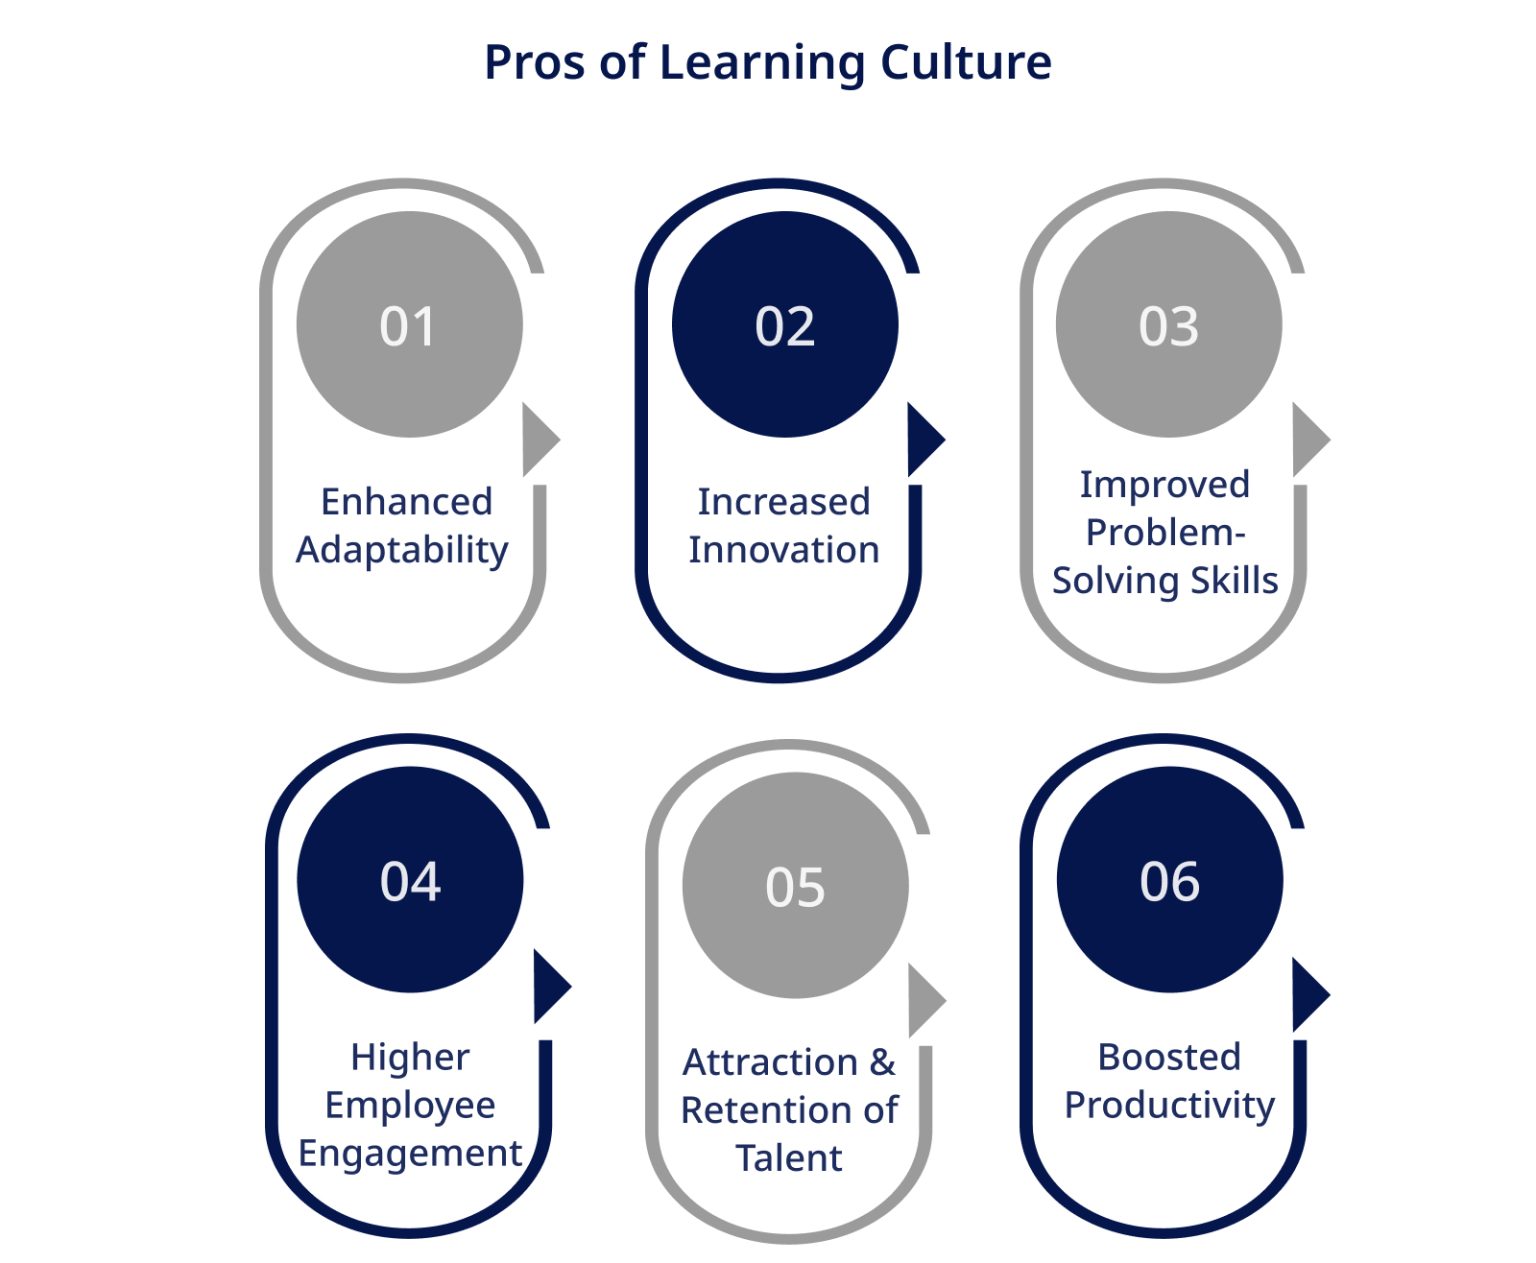 Pros of Learning Culture
01
Enhanced
Adaptability
02
Increased
Innovation
03
Improved
Problem-
Solving Skills
04
Higher
Employee
Engagement
05
Attraction &
Retention of
Talent
06
Boosted
Productivity